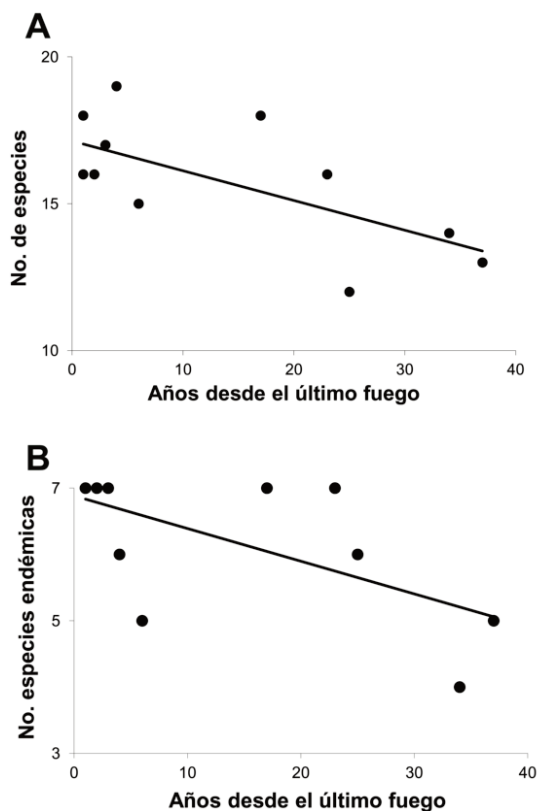 A
20
15
10
No. de especies
0 10 20 30 40
Años desde el último fuego
B
7
5
3
No. especies endémicas
0 10 20 30 40
Años desde el último fuego